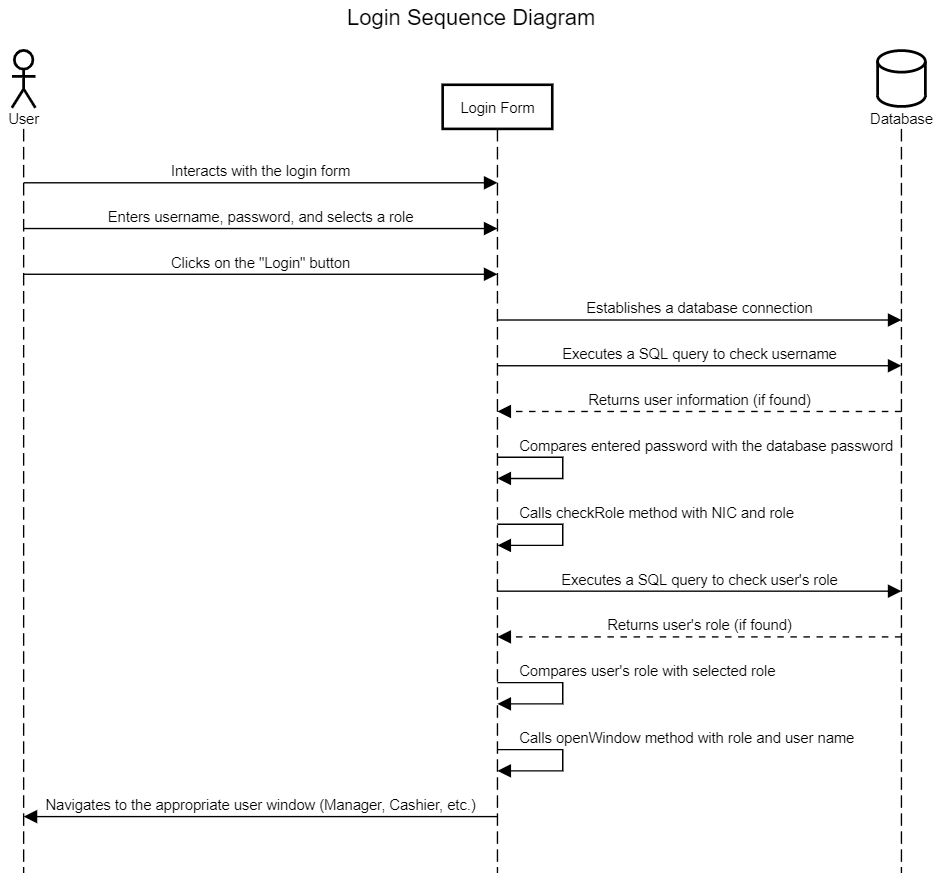 Login Sequence Diagram
User
Login Form
Database
Interacts with the login form
Enters username, password, and selects a role
Clicks on the "Login" button
Establishes a database connection
Executes a SQL query to check username
Returns user information (if found)
Compares entered password with the database password
Calls checkRole method with NIC and role
Executes a SQL query to check user's role
Returns user's role (if found)
Compares user's role with selected role
Calls openWindow method with role and user name
Navigates to the appropriate user window (Manager, Cashier, etc.)